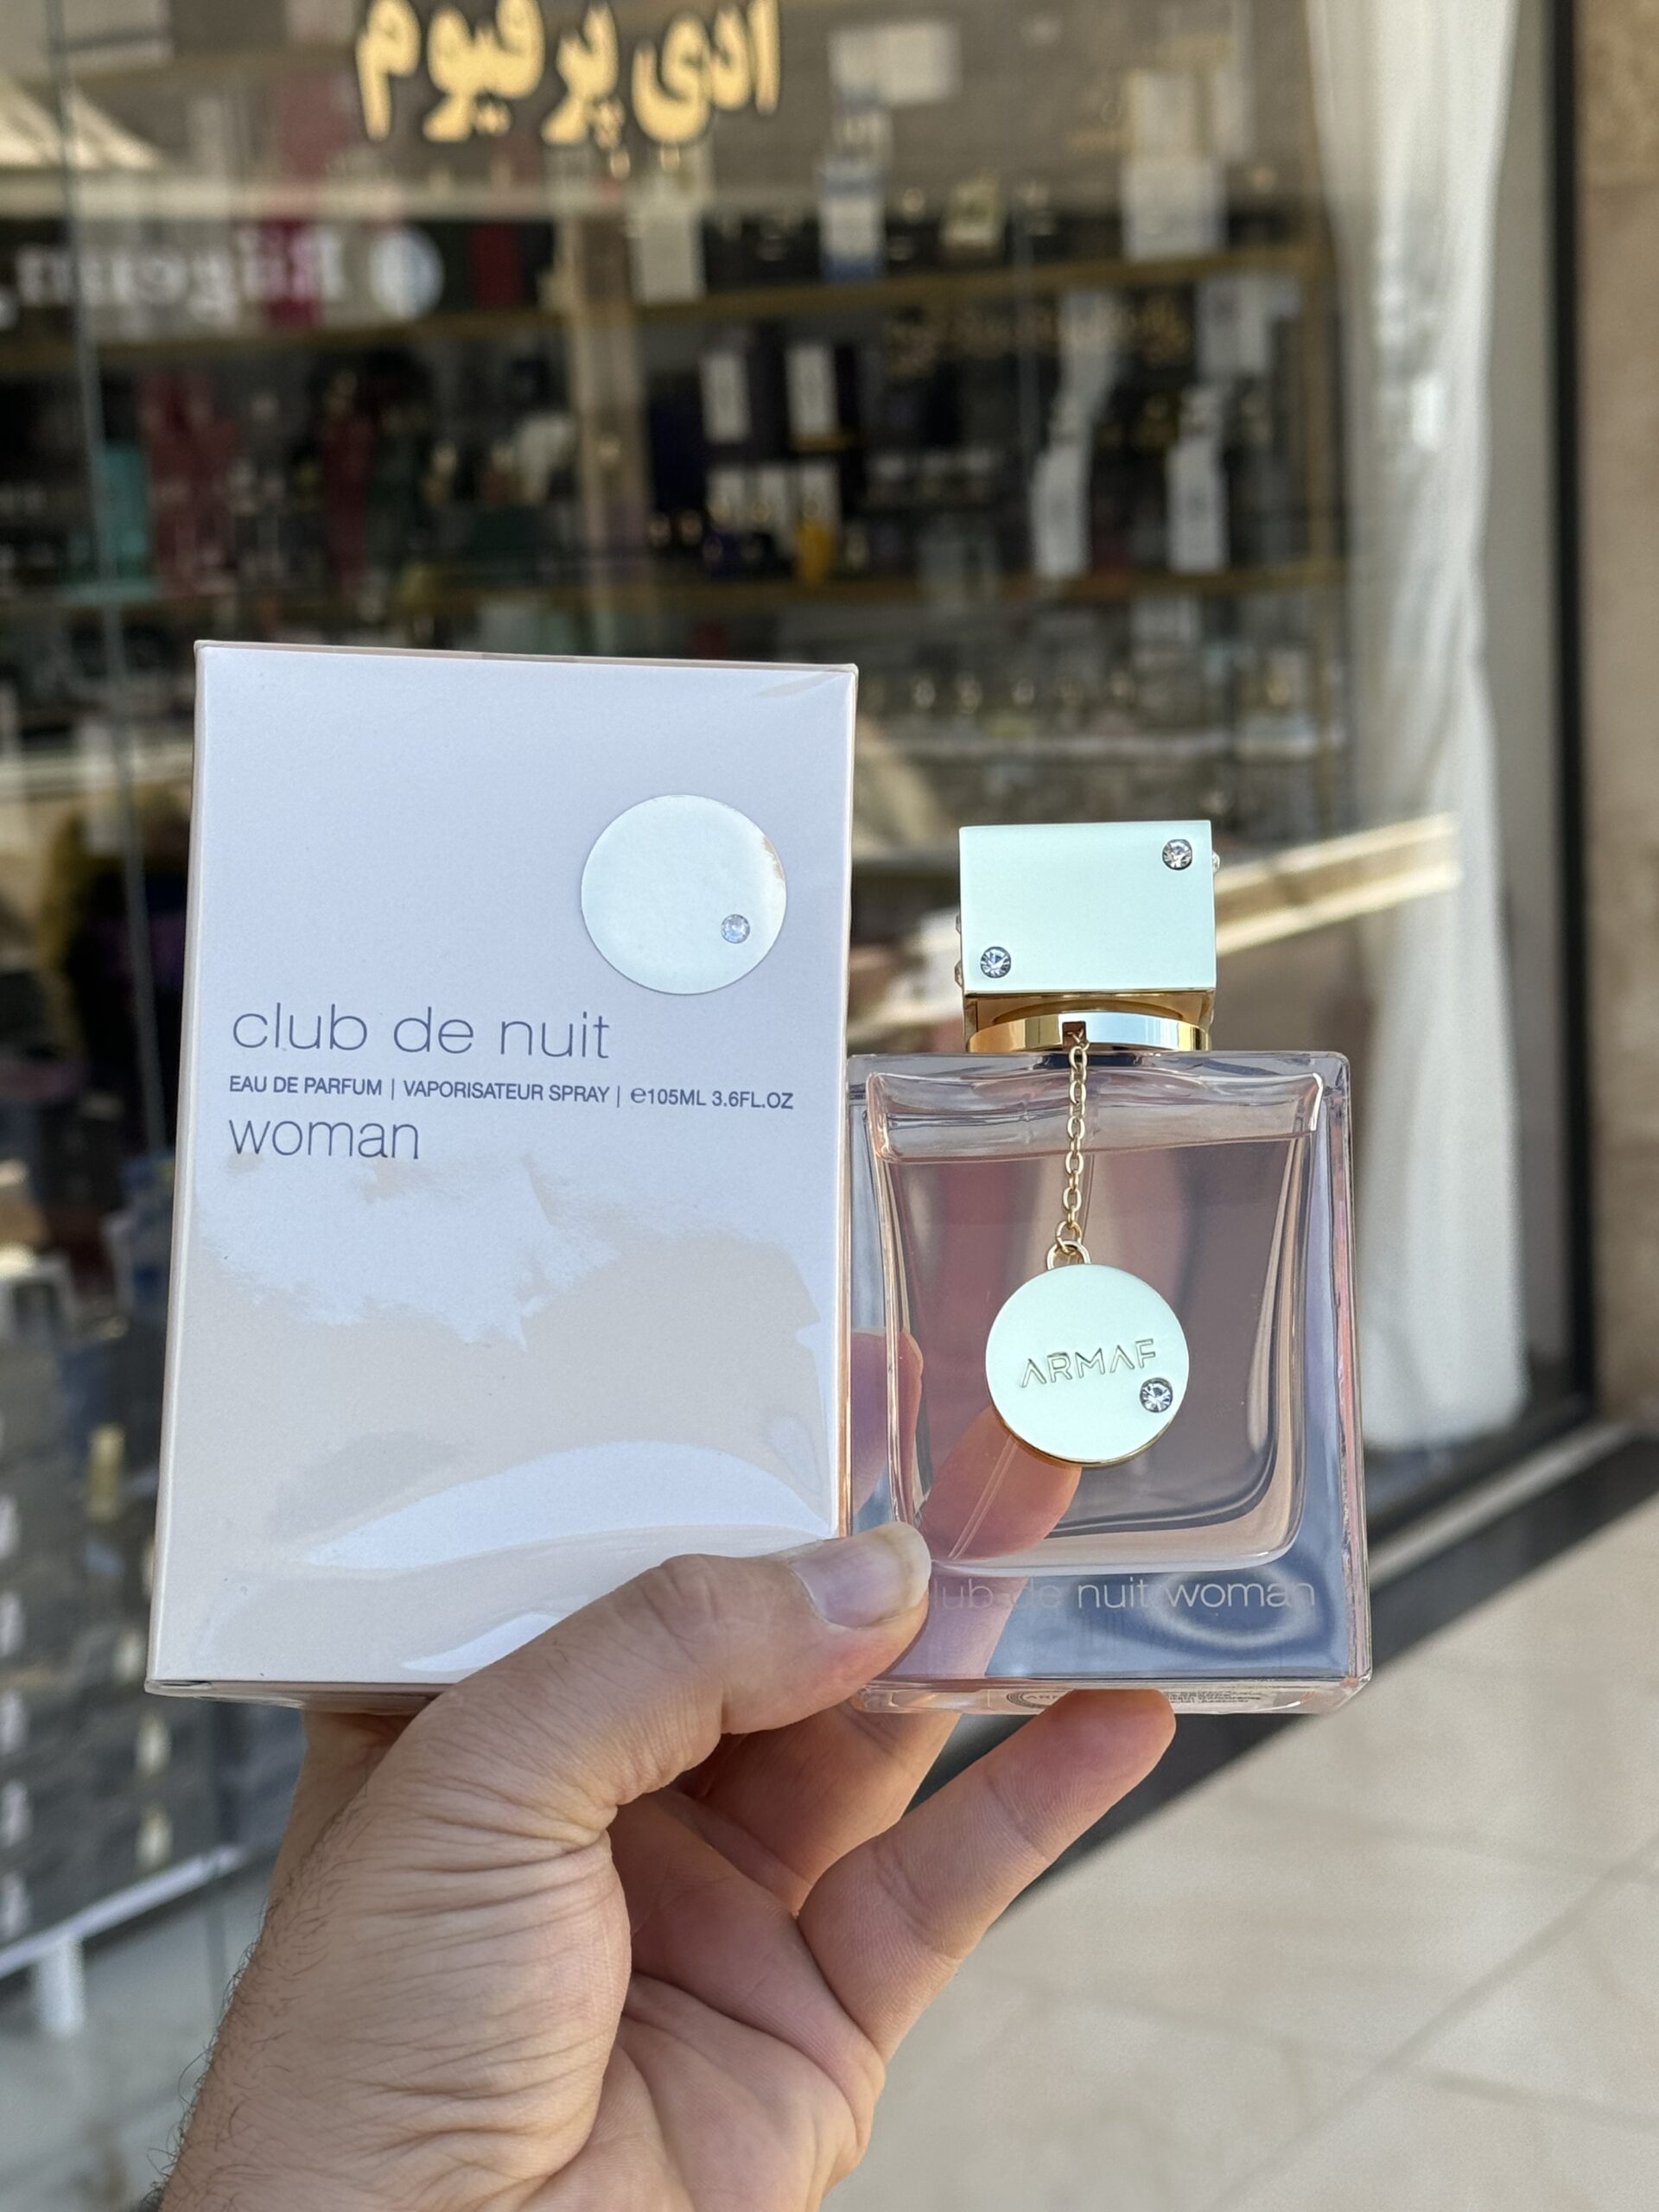 ادی پرفیوم
club de nuit
EAU DE PARFUM | VAPORISATEUR SPRAY | ℮105ML 3.6FL.OZ
woman
ARMAF
lub de nuit woman